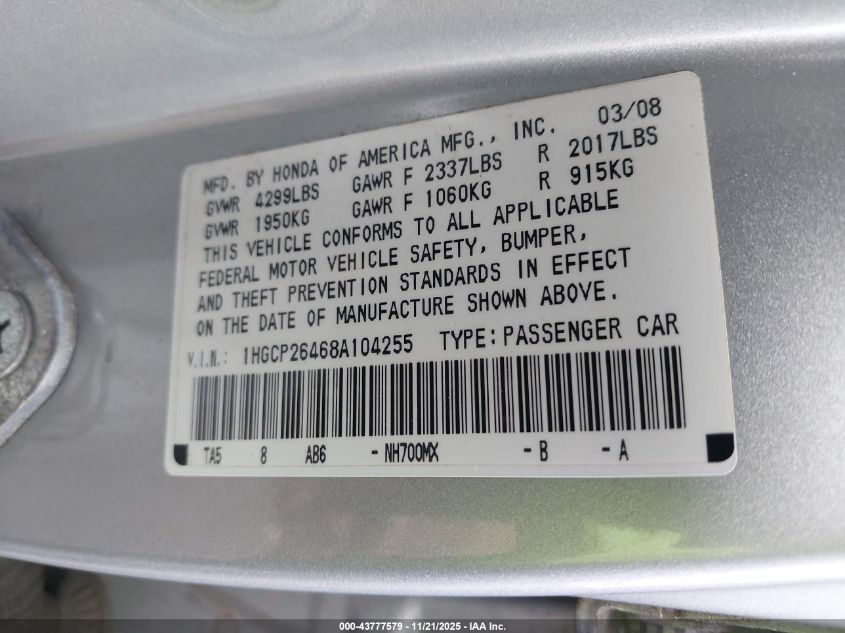 MFD. BY HONDA OF AMERICA MFG., INC. 03/08
GVWR 4299LBS GAWR F 2337LBS R 2017LBS
GVWR 1950KG GAWR F 1060KG R 915KG
THIS VEHICLE CONFORMS TO ALL APPLICABLE
FEDERAL MOTOR VEHICLE SAFETY, BUMPER,
AND THEFT PREVENTION STANDARDS IN EFFECT
ON THE DATE OF MANUFACTURE SHOWN ABOVE.
V.I.N.: 1HGCP26468A104255 TYPE: PASSENGER CAR
TA5 8 AB6 -NH700MX -B -A
000-43777579 - 11/21/2025 - IAA Inc.